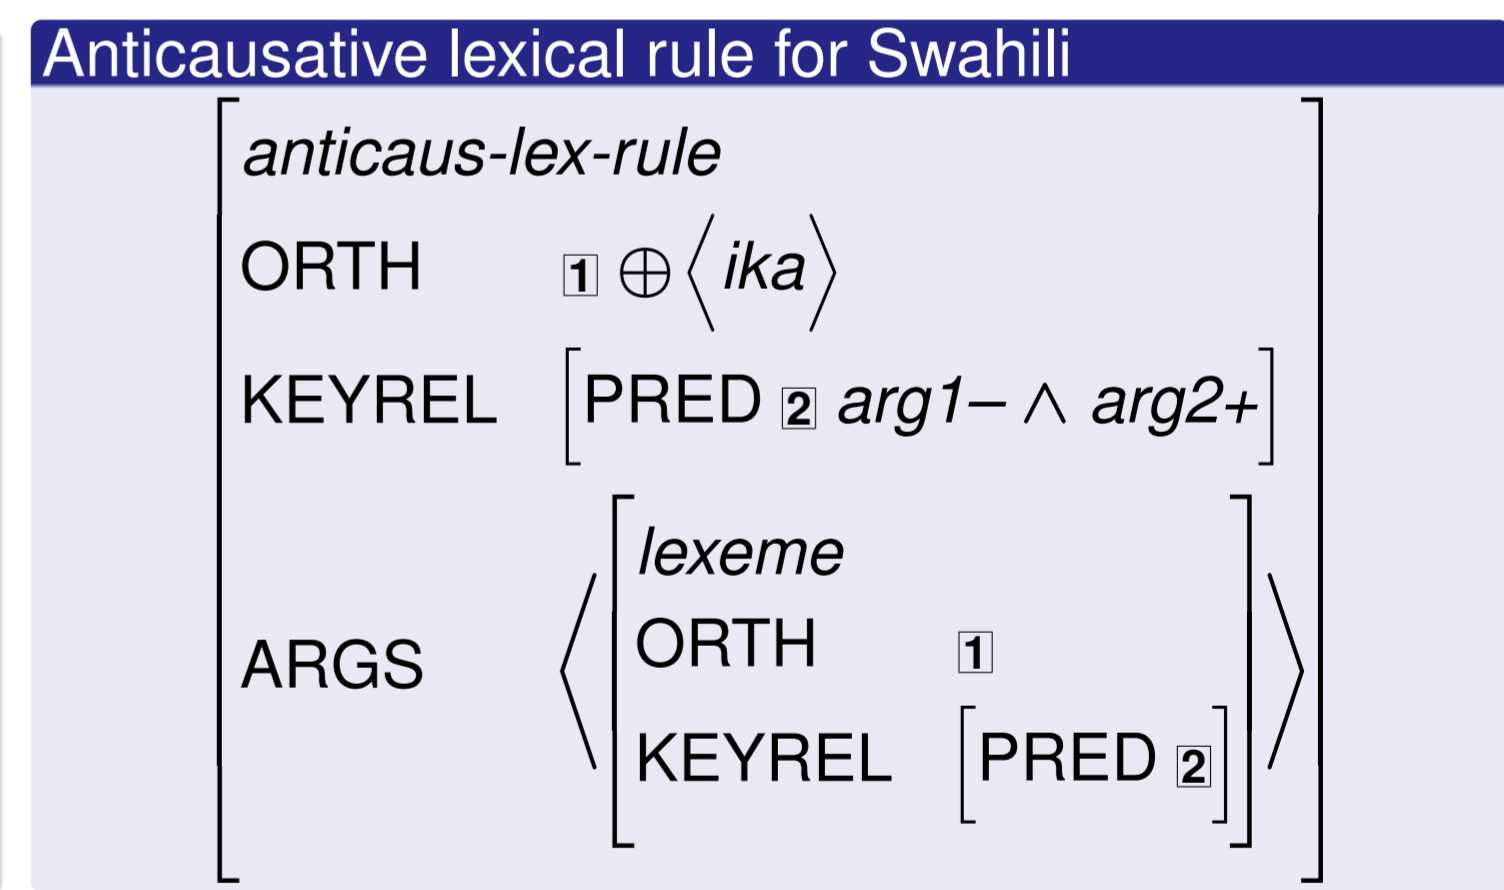 Anticausative lexical rule for Swahili
anticaus-lex-rule
ORTH 1 ⊕ ⟨ ika ⟩
KEYREL [PRED 2 arg1– ∧ arg2+]
ARGS
lexeme
ORTH 1
KEYREL [PRED 2]